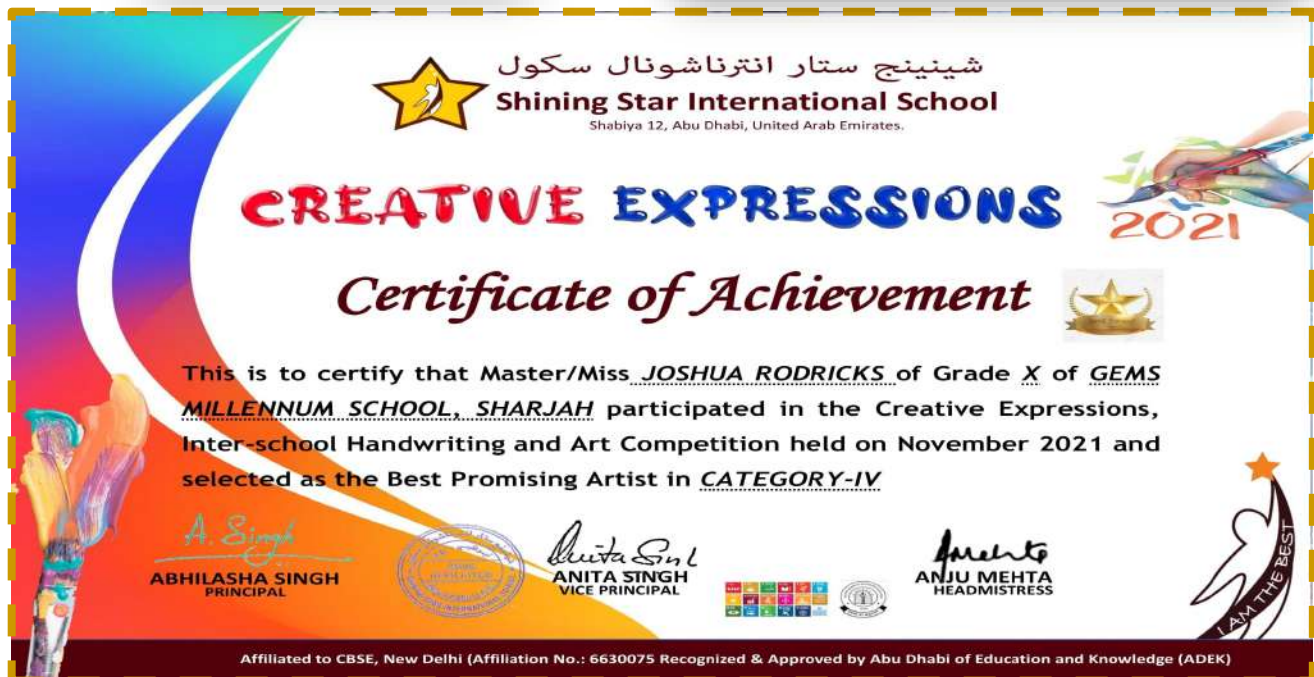 شينينج ستار انترناشونال سكول
Shining Star International School
Shabiya 12, Abu Dhabi, United Arab Emirates.
CREATIVE EXPRESSIONS
2021
Certificate of Achievement
This is to certify that Master/Miss JOSHUA RODRICKS of Grade X of GEMS
MILLENNUM SCHOOL, SHARJAH participated in the Creative Expressions,
Inter-school Handwriting and Art Competition held on November 2021 and
selected as the Best Promising Artist in CATEGORY-IV
A. Singh
ABHILASHA SINGH
PRINCIPAL
ANITA SINGH
VICE PRINCIPAL
ANJU MEHTA
HEADMISTRESS
I AM THE BEST
Affiliated to CBSE, New Delhi (Affiliation No.: 6630075 Recognized & Approved by Abu Dhabi of Education and Knowledge (ADEK)